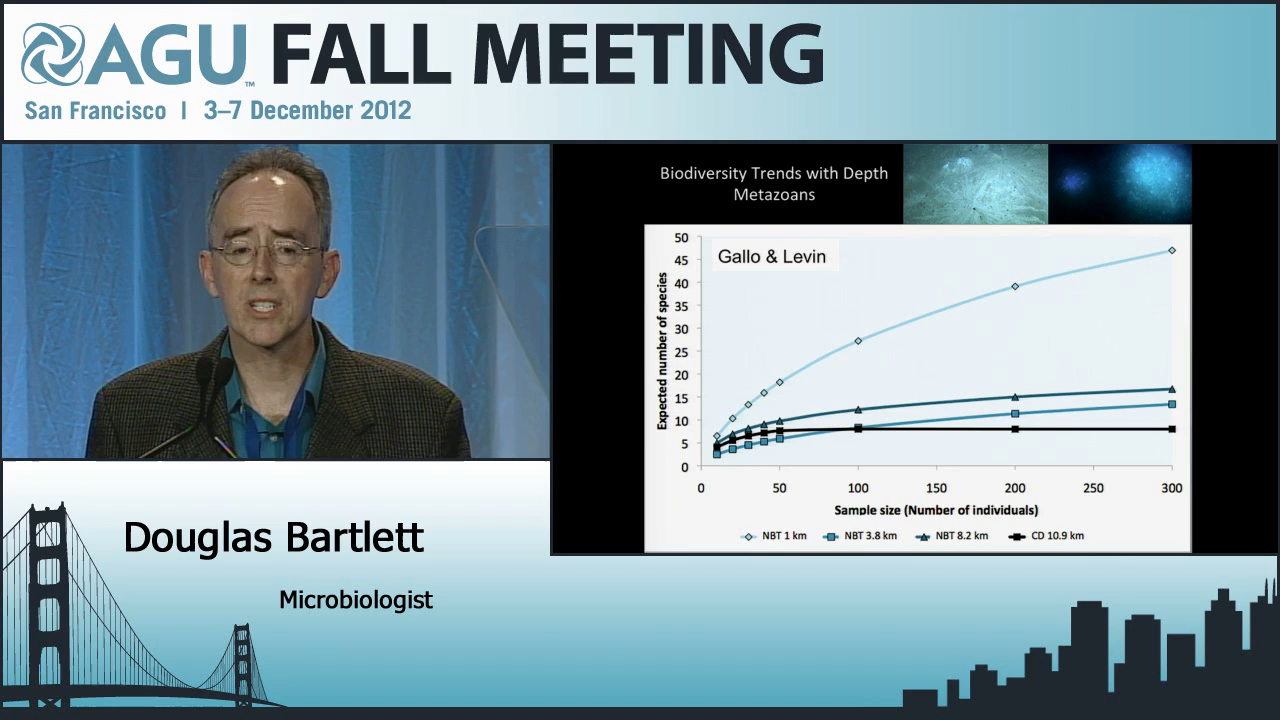 AGU™ FALL MEETING
San Francisco | 3–7 December 2012
Biodiversity Trends with Depth
Metazoans
Gallo & Levin
Expected number of species
50
45
40
35
30
25
20
15
10
5
0
0 50 100 150 200 250 300
Sample size (Number of individuals)
NBT 1 km NBT 3.8 km NBT 8.2 km CD 10.9 km
Douglas Bartlett
Microbiologist